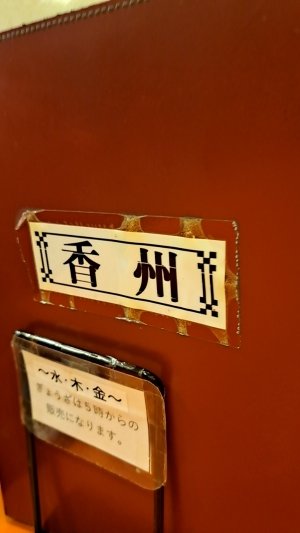 香州
～水・木・金～
ぎょうざは5時からの
販売になります。